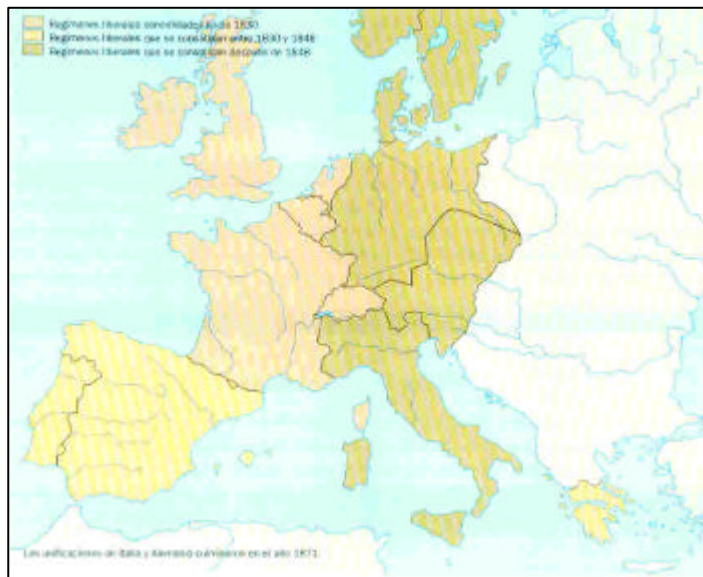 Regímenes liberales consolidados desde 1830
Regímenes liberales que se consolidan entre 1830 y 1848
Regímenes liberales que se consolidan después de 1848
Las unificaciones de Italia y Alemania culminaron en el año 1871.